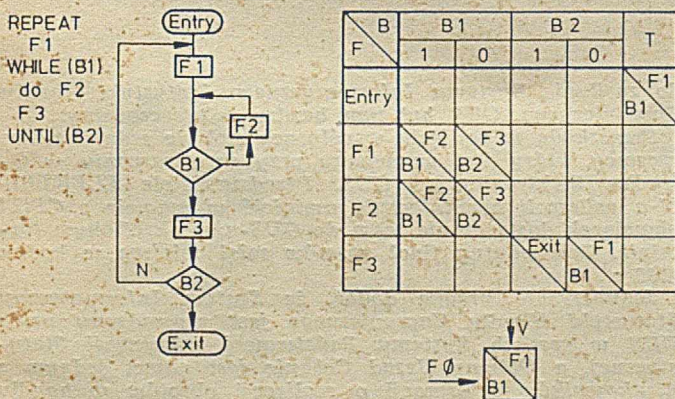 REPEAT
F1
WHILE (B1)
do F2
F3
UNTIL (B2)
Entry
F1
F2
B1
T
F3
N
B2
Exit
B
F
B1
B2
T
1
0
1
0
Entry
F1
B1
F1
F2
B1
F3
B2
F2
F2
B1
F3
B2
F3
Exit
F1
B1
V
FØ
F1
B1